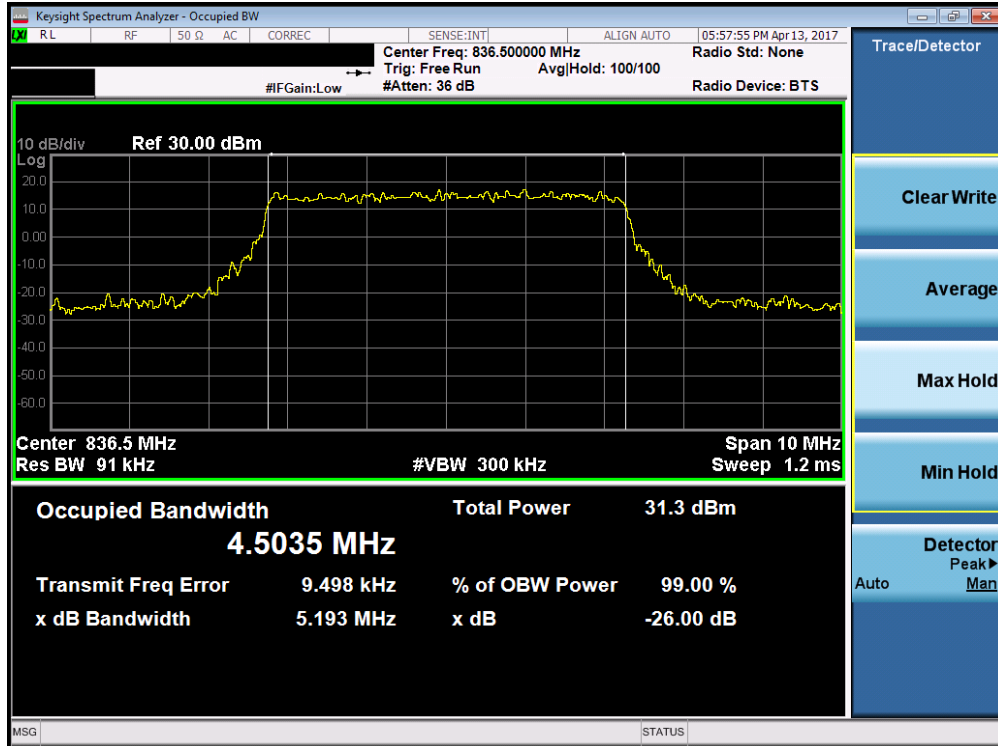 Keysight Spectrum Analyzer - Occupied BW
LXI RL RF 50 Ω AC CORREC SENSE:INT ALIGN AUTO 05:57:55 PM Apr 13, 2017
Center Freq: 836.500000 MHz Radio Std: None
Trig: Free Run Avg|Hold: 100/100
#IFGain:Low #Atten: 36 dB Radio Device: BTS
10 dB/div Ref 30.00 dBm
Log
20.0
10.0
0.00
-10.0
-20.0
-30.0
-40.0
-50.0
-60.0
Center 836.5 MHz Span 10 MHz
Res BW 91 kHz #VBW 300 kHz Sweep 1.2 ms
Occupied Bandwidth Total Power 31.3 dBm
4.5035 MHz
Transmit Freq Error 9.498 kHz % of OBW Power 99.00 %
x dB Bandwidth 5.193 MHz x dB -26.00 dB
MSG STATUS
Trace/Detector
Clear Write
Average
Max Hold
Min Hold
Detector
Peak▶
Auto Man